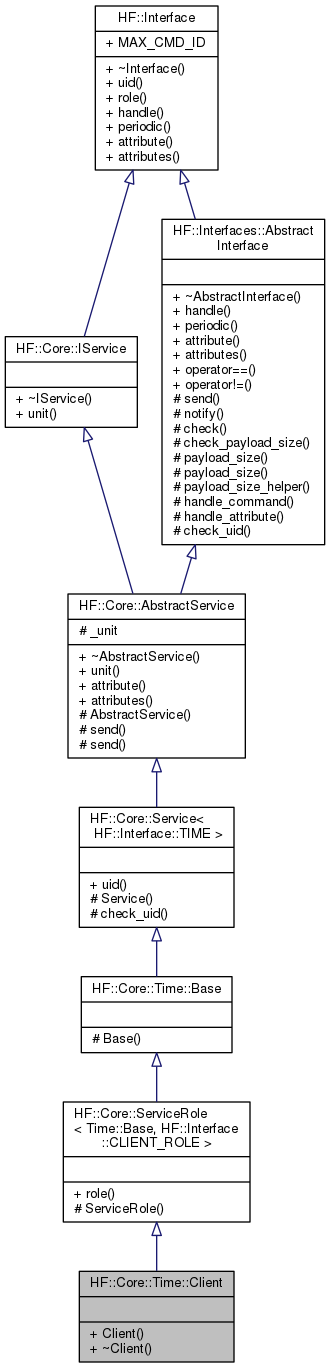 HF::Interface
+ MAX_CMD_ID
+ ~Interface()
+ uid()
+ role()
+ handle()
+ periodic()
+ attribute()
+ attributes()
HF::Interfaces::Abstract
Interface
+ ~AbstractInterface()
+ handle()
+ periodic()
+ attribute()
+ attributes()
+ operator==()
+ operator!=()
# send()
# notify()
# check()
# check_payload_size()
# payload_size()
# payload_size()
# payload_size_helper()
# handle_command()
# handle_attribute()
# check_uid()
HF::Core::IService
+ ~IService()
+ unit()
HF::Core::AbstractService
# _unit
+ ~AbstractService()
+ unit()
+ attribute()
+ attributes()
# AbstractService()
# send()
# send()
HF::Core::Service<
HF::Interface::TIME >
+ uid()
# Service()
# check_uid()
HF::Core::Time::Base
# Base()
HF::Core::ServiceRole
< Time::Base, HF::Interface
::CLIENT_ROLE >
+ role()
# ServiceRole()
HF::Core::Time::Client
+ Client()
+ ~Client()